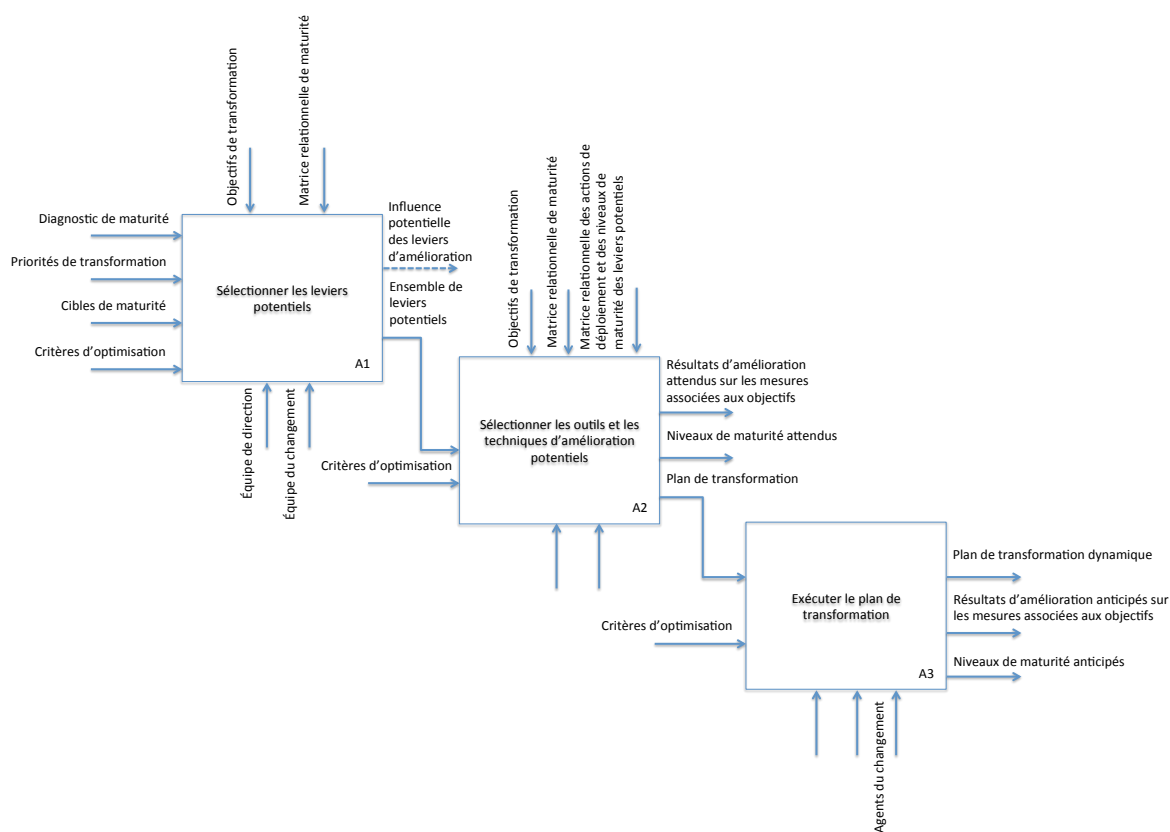 Objectifs de transformation
Matrice relationnelle de maturité
Diagnostic de maturité
Priorités de transformation
Cibles de maturité
Critères d'optimisation
Sélectionner les leviers
potentiels
A1
Influence
potentielle
des leviers
d'amélioration
Ensemble de
leviers
potentiels
Équipe de direction
Équipe du changement
Objectifs de transformation
Matrice relationnelle de maturité
Matrice relationnelle des actions de
déploiement et des niveaux de
maturité des leviers potentiels
Critères d'optimisation
Sélectionner les outils et les
techniques d'amélioration
potentiels
A2
Résultats d'amélioration
attendus sur les mesures
associées aux objectifs
Niveaux de maturité attendus
Plan de transformation
Critères d'optimisation
Exécuter le plan de
transformation
A3
Plan de transformation dynamique
Résultats d'amélioration anticipés sur
les mesures associées aux objectifs
Niveaux de maturité anticipés
Agents du changement